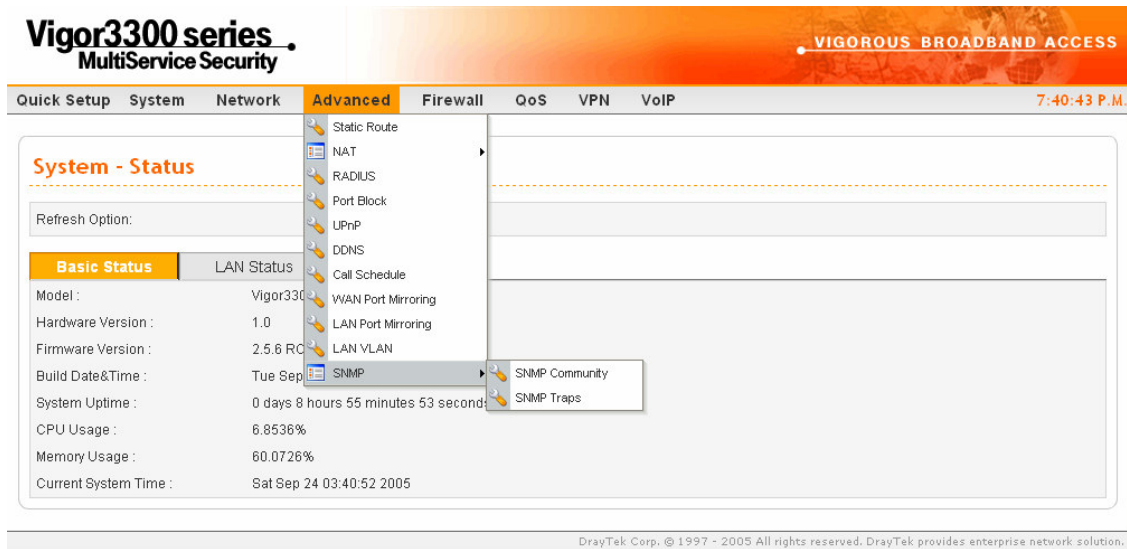 Vigor3300 series
MultiService Security
VIGOROUS BROADBAND ACCESS
Quick Setup System Network Advanced Firewall QoS VPN VoIP 7:40:43 P.M.
Static Route
NAT
RADIUS
Port Block
UPnP
DDNS
Call Schedule
WAN Port Mirroring
LAN Port Mirroring
LAN VLAN
SNMP
SNMP Community
SNMP Traps
System - Status
Refresh Option:
Basic Status LAN Status
Model : Vigor330
Hardware Version : 1.0
Firmware Version : 2.5.6 RC
Build Date&Time : Tue Sep
System Uptime : 0 days 8 hours 55 minutes 53 seconds
CPU Usage : 6.8536%
Memory Usage : 60.0726%
Current System Time : Sat Sep 24 03:40:52 2005
DrayTek Corp. © 1997 - 2005 All rights reserved. DrayTek provides enterprise network solution.